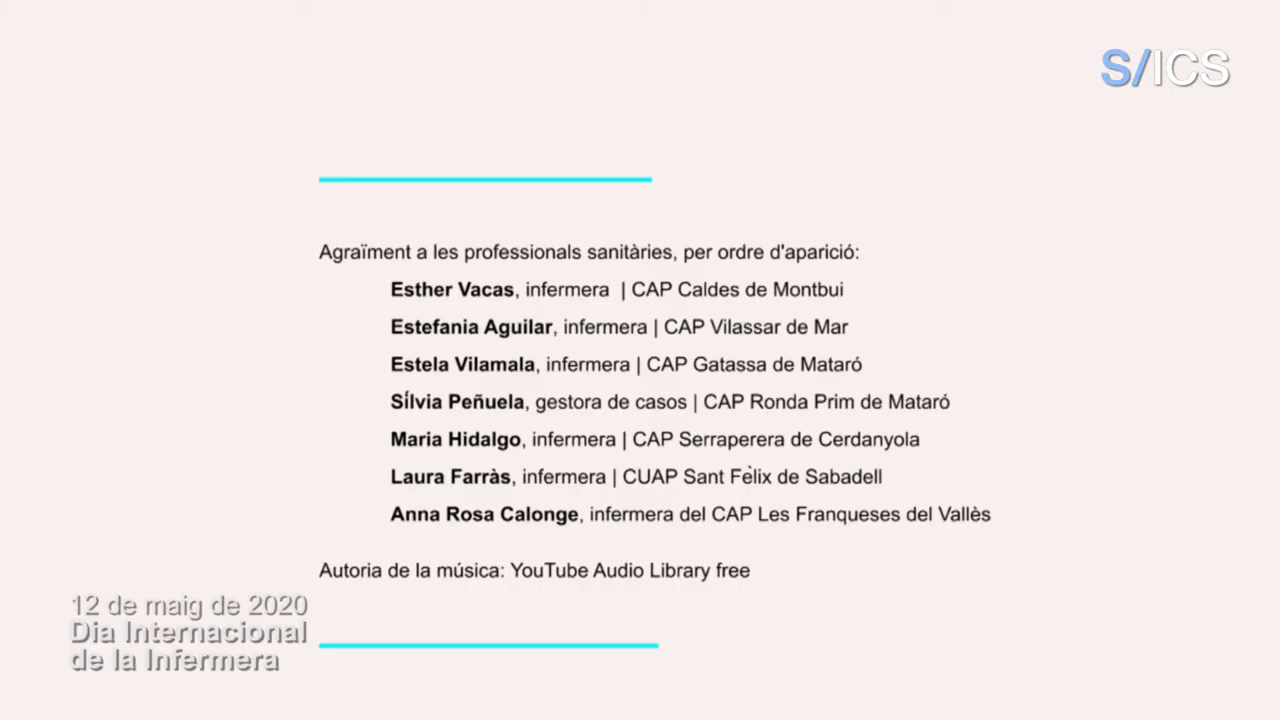 S/ICS
Agraïment a les professionals sanitàries, per ordre d'aparició:
Esther Vacas, infermera | CAP Caldes de Montbui
Estefania Aguilar, infermera | CAP Vilassar de Mar
Estela Vilamala, infermera | CAP Gatassa de Mataró
Sílvia Peñuela, gestora de casos | CAP Ronda Prim de Mataró
Maria Hidalgo, infermera | CAP Serraperera de Cerdanyola
Laura Farràs, infermera | CUAP Sant Fèlix de Sabadell
Anna Rosa Calonge, infermera del CAP Les Franqueses del Vallès
Autoria de la música: YouTube Audio Library free
12 de maig de 2020
Dia Internacional
de la Infermera